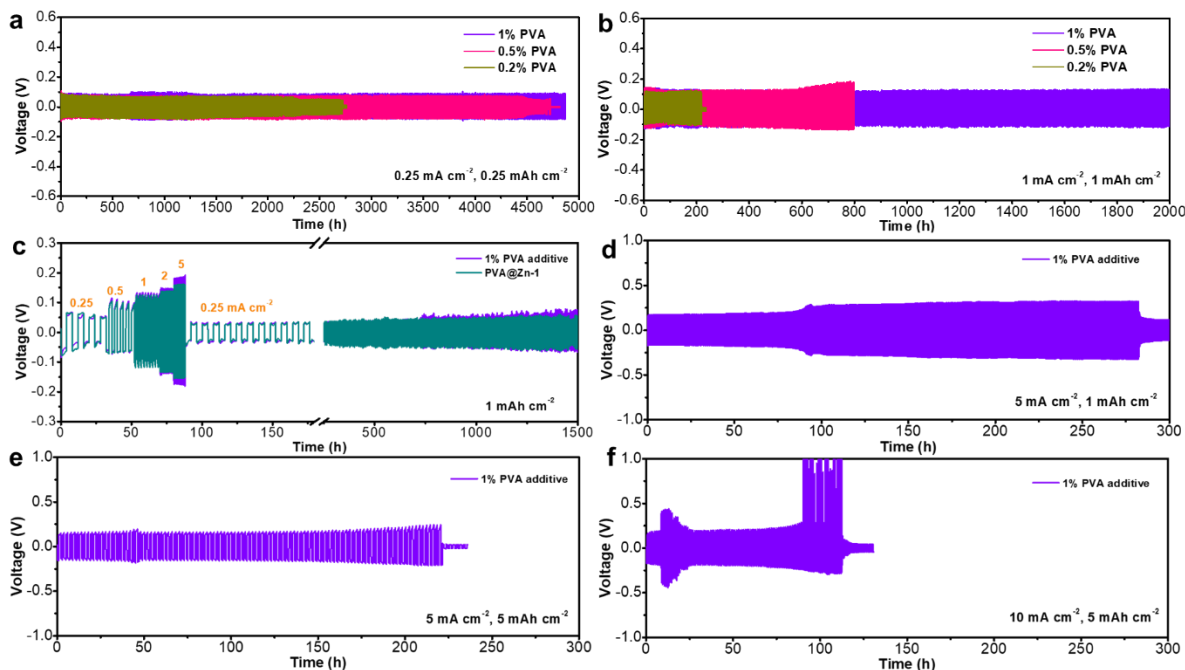 a
1% PVA
0.5% PVA
0.2% PVA
0.6
0.4
0.2
0.0
-0.2
-0.4
-0.6
Voltage (V)
0.25 mA cm⁻², 0.25 mAh cm⁻²
0 500 1000 1500 2000 2500 3000 3500 4000 4500 5000
Time (h)
b
1% PVA
0.5% PVA
0.2% PVA
0.6
0.4
0.2
0.0
-0.2
-0.4
-0.6
Voltage (V)
1 mA cm⁻², 1 mAh cm⁻²
0 200 400 600 800 1000 1200 1400 1600 1800 2000
Time (h)
c
1% PVA additive
PVA@Zn-1
0.3
0.2
0.1
0.0
-0.1
-0.2
-0.3
Voltage (V)
0.25 0.5 1 2 5
0.25 mA cm⁻²
1 mAh cm⁻²
0 50 100 150 500 1000 1500
Time (h)
d
1% PVA additive
1.0
0.5
0.0
-0.5
-1.0
Voltage (V)
5 mA cm⁻², 1 mAh cm⁻²
0 50 100 150 200 250 300
Time (h)
e
1% PVA additive
1.0
0.5
0.0
-0.5
-1.0
Voltage (V)
5 mA cm⁻², 5 mAh cm⁻²
0 50 100 150 200 250 300
Time (h)
f
1% PVA additive
1.0
0.5
0.0
-0.5
-1.0
Voltage (V)
10 mA cm⁻², 5 mAh cm⁻²
0 50 100 150 200 250 300
Time (h)